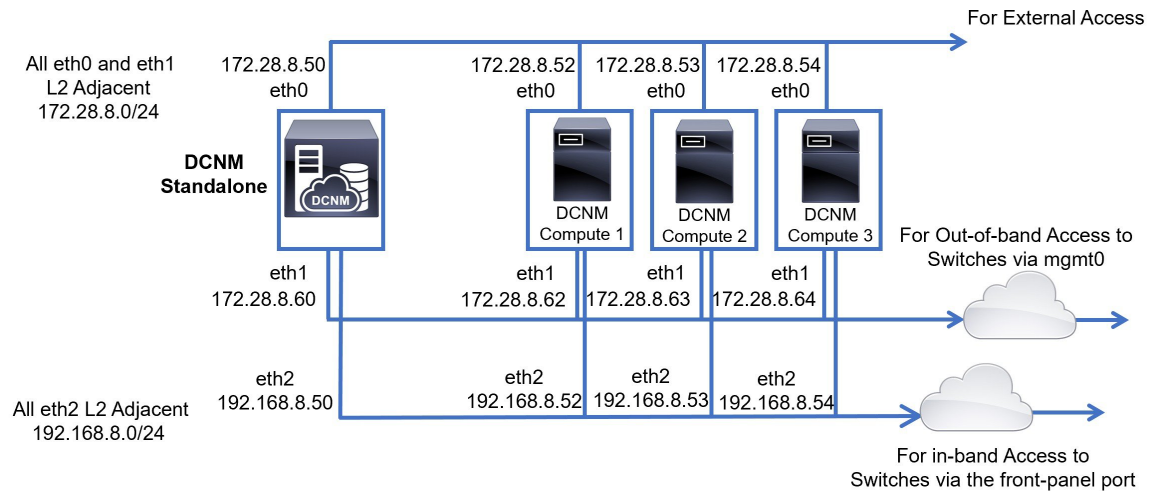 For External Access
All eth0 and eth1
L2 Adjacent
172.28.8.0/24
172.28.8.50
eth0
172.28.8.52
eth0
172.28.8.53
eth0
172.28.8.54
eth0
DCNM
Standalone
DCNM
DCNM
Compute 1
DCNM
Compute 2
DCNM
Compute 3
For Out-of-band Access to
Switches via mgmt0
eth1
172.28.8.60
eth1
172.28.8.62
eth1
172.28.8.63
eth1
172.28.8.64
eth2
192.168.8.50
eth2
192.168.8.52
eth2
192.168.8.53
eth2
192.168.8.54
All eth2 L2 Adjacent
192.168.8.0/24
For in-band Access to
Switches via the front-panel port